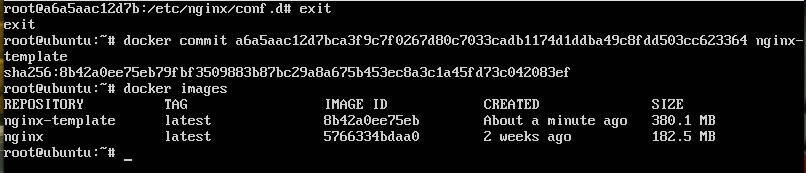 root@a6a5aac12d7b:/etc/nginx/conf.d# exit
exit
root@ubuntu:~# docker commit a6a5aac12d7bca3f9c7f0267d80c7033cadb1174d1ddba49c8fdd503cc623364 nginx-
template
sha256:8b42a0ee75eb79fbf3509883b87bc29a8a675b453ec8a3c1a45fd73c042083ef
root@ubuntu:~# docker images
REPOSITORY TAG IMAGE ID CREATED SIZE
nginx-template latest 8b42a0ee75eb About a minute ago 380.1 MB
nginx latest 5766334bdaa0 2 weeks ago 182.5 MB
root@ubuntu:~# _